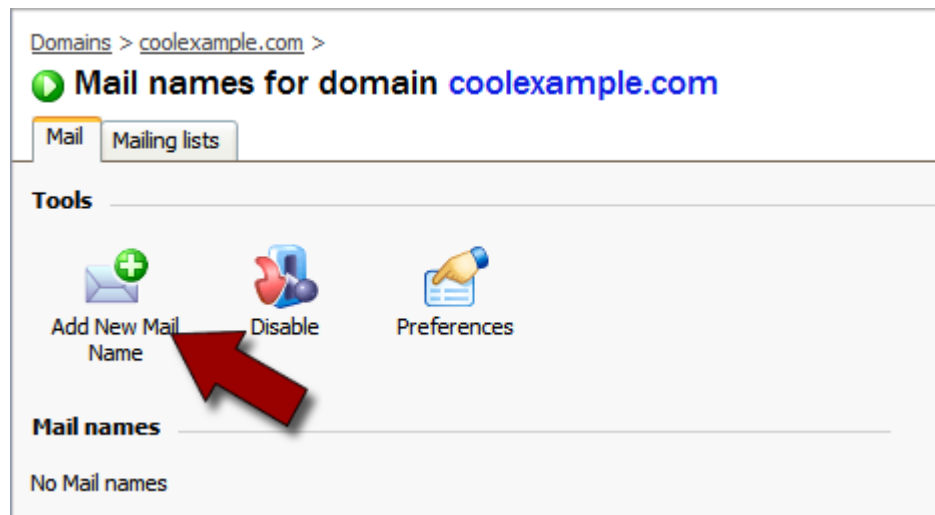 Domains > coolexample.com >
Mail names for domain coolexample.com
Mail Mailing lists
Tools
Add New Mail Name
Disable
Preferences
Mail names
No Mail names